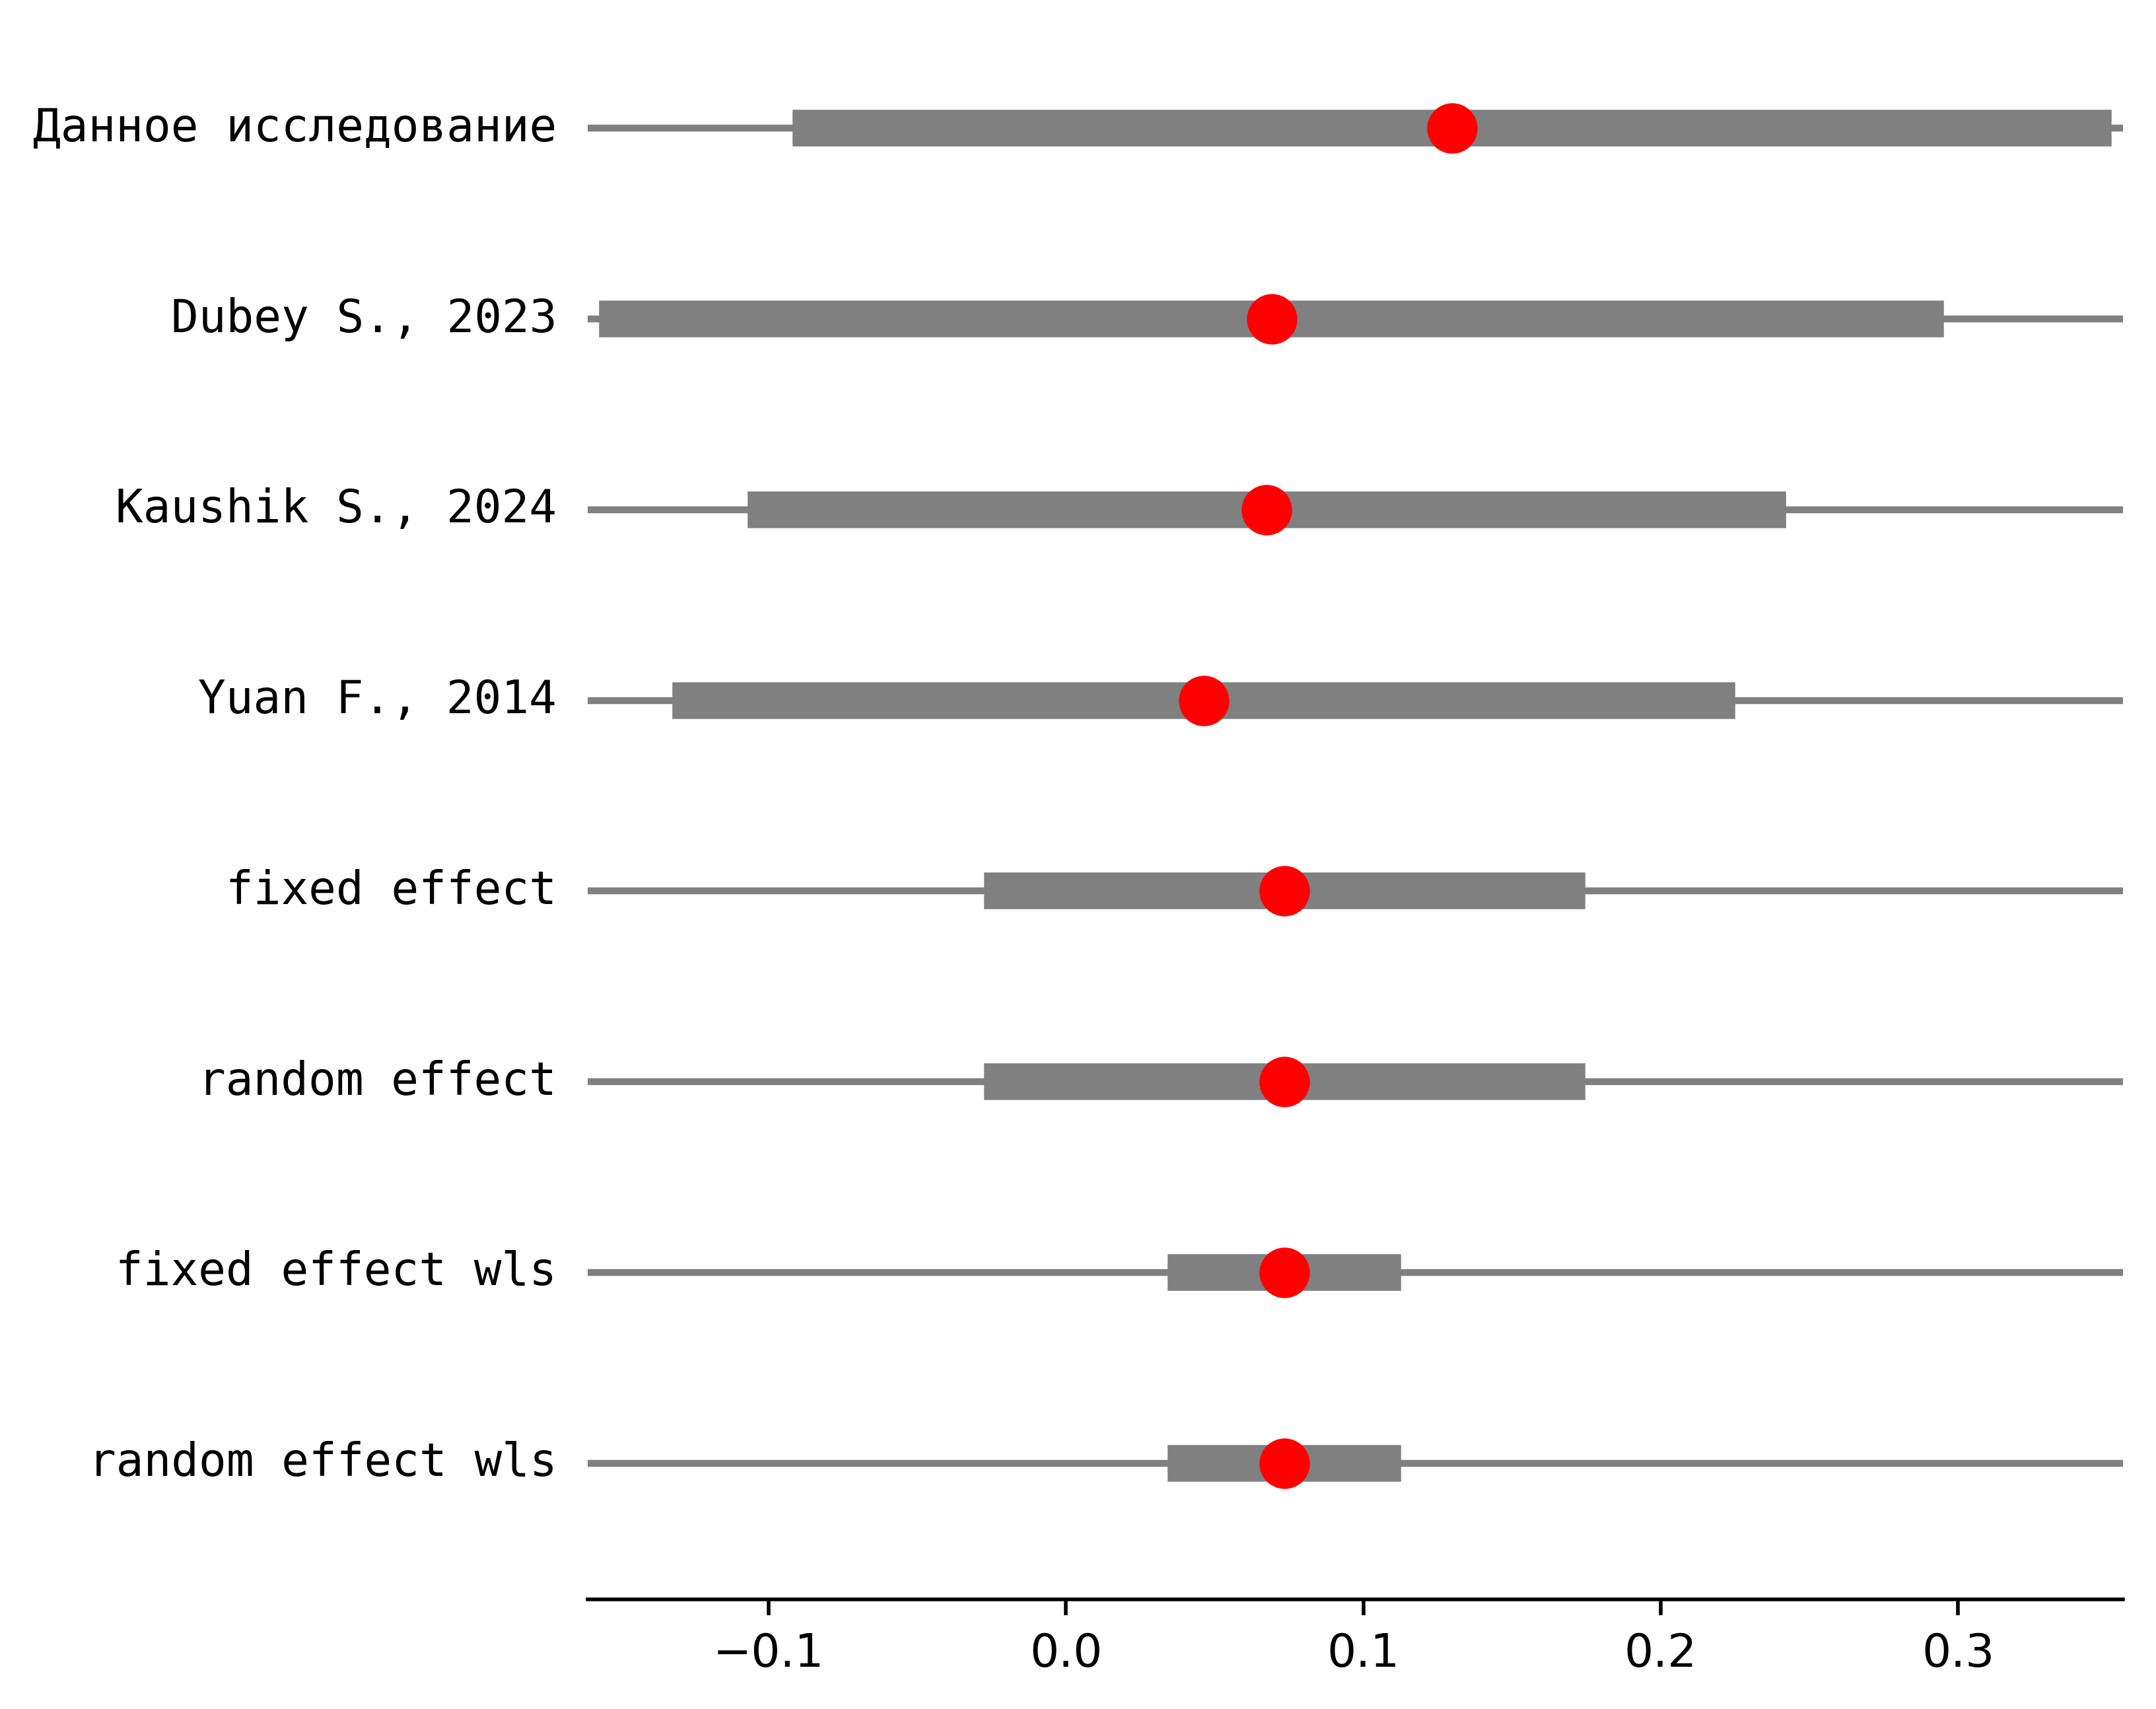 Данное исследование
Dubey S., 2023
Kaushik S., 2024
Yuan F., 2014
fixed effect
random effect
fixed effect wls
random effect wls
−0.1 0.0 0.1 0.2 0.3